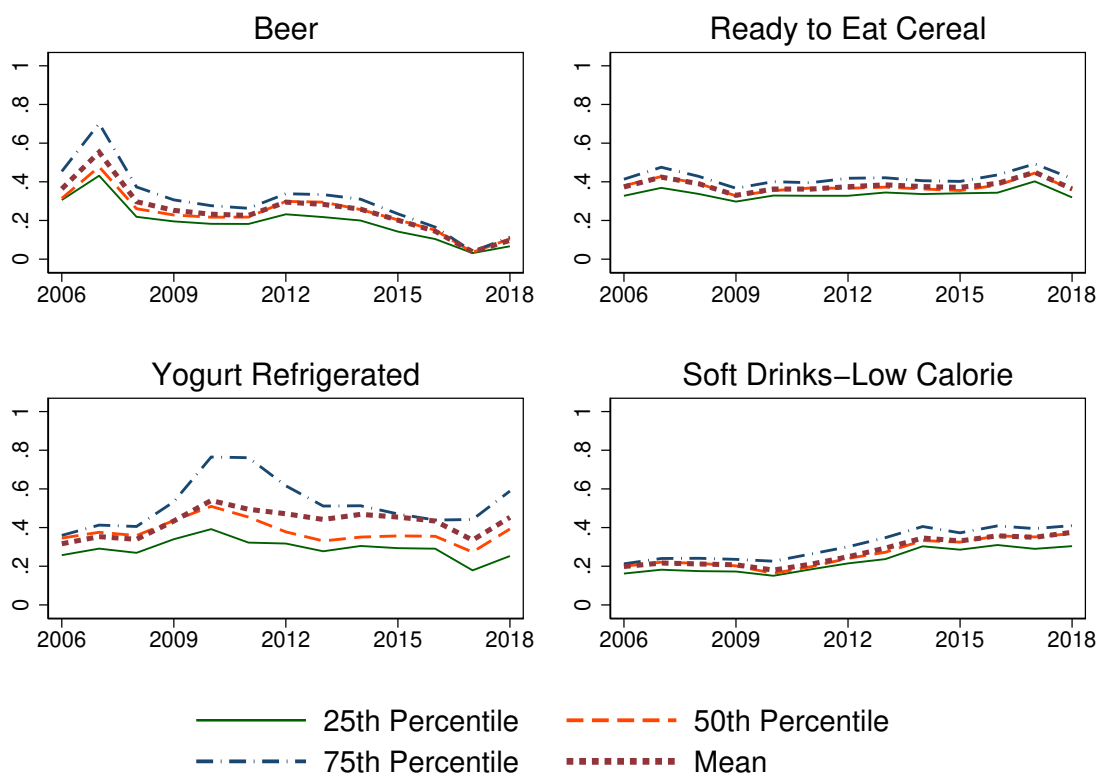 Beer
1
.8
.6
.4
.2
0
2006 2009 2012 2015 2018
Ready to Eat Cereal
1
.8
.6
.4
.2
0
2006 2009 2012 2015 2018
Yogurt Refrigerated
1
.8
.6
.4
.2
0
2006 2009 2012 2015 2018
Soft Drinks−Low Calorie
1
.8
.6
.4
.2
0
2006 2009 2012 2015 2018
25th Percentile 50th Percentile
75th Percentile Mean